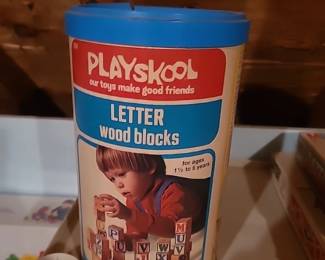 PLAYSKOOL
our toys make good friends
LETTER
wood blocks
for ages
1½ to 6 years